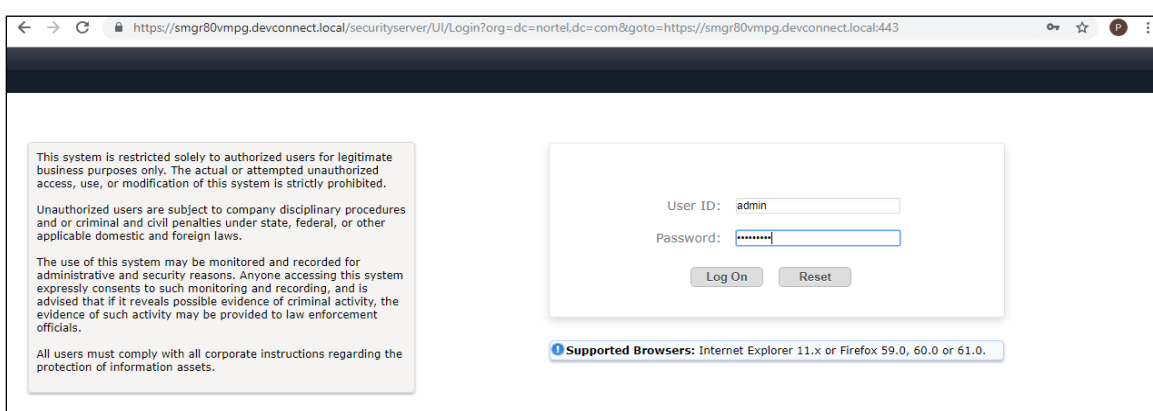 https://smgr80vmpg.devconnect.local/securityserver/UI/Login?org=dc=nortel,dc=com&goto=https://smgr80vmpg.devconnect.local:443
P
This system is restricted solely to authorized users for legitimate
business purposes only. The actual or attempted unauthorized
access, use, or modification of this system is strictly prohibited.
Unauthorized users are subject to company disciplinary procedures
and or criminal and civil penalties under state, federal, or other
applicable domestic and foreign laws.
The use of this system may be monitored and recorded for
administrative and security reasons. Anyone accessing this system
expressly consents to such monitoring and recording, and is
advised that if it reveals possible evidence of criminal activity, the
evidence of such activity may be provided to law enforcement
officials.
All users must comply with all corporate instructions regarding the
protection of information assets.
User ID: admin
Password: •••••••••
Log On Reset
Supported Browsers: Internet Explorer 11.x or Firefox 59.0, 60.0 or 61.0.